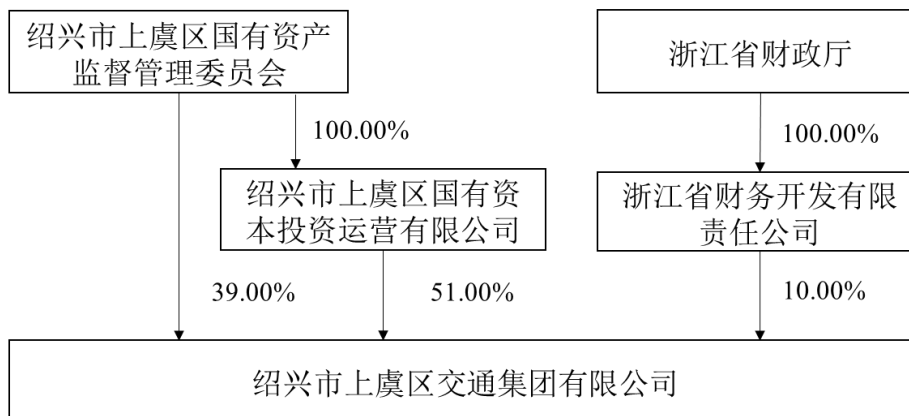 绍兴市上虞区国有资产
监督管理委员会
浙江省财政厅
100.00%
100.00%
绍兴市上虞区国有资
本投资运营有限公司
浙江省财务开发有限
责任公司
39.00%
51.00%
10.00%
绍兴市上虞区交通集团有限公司